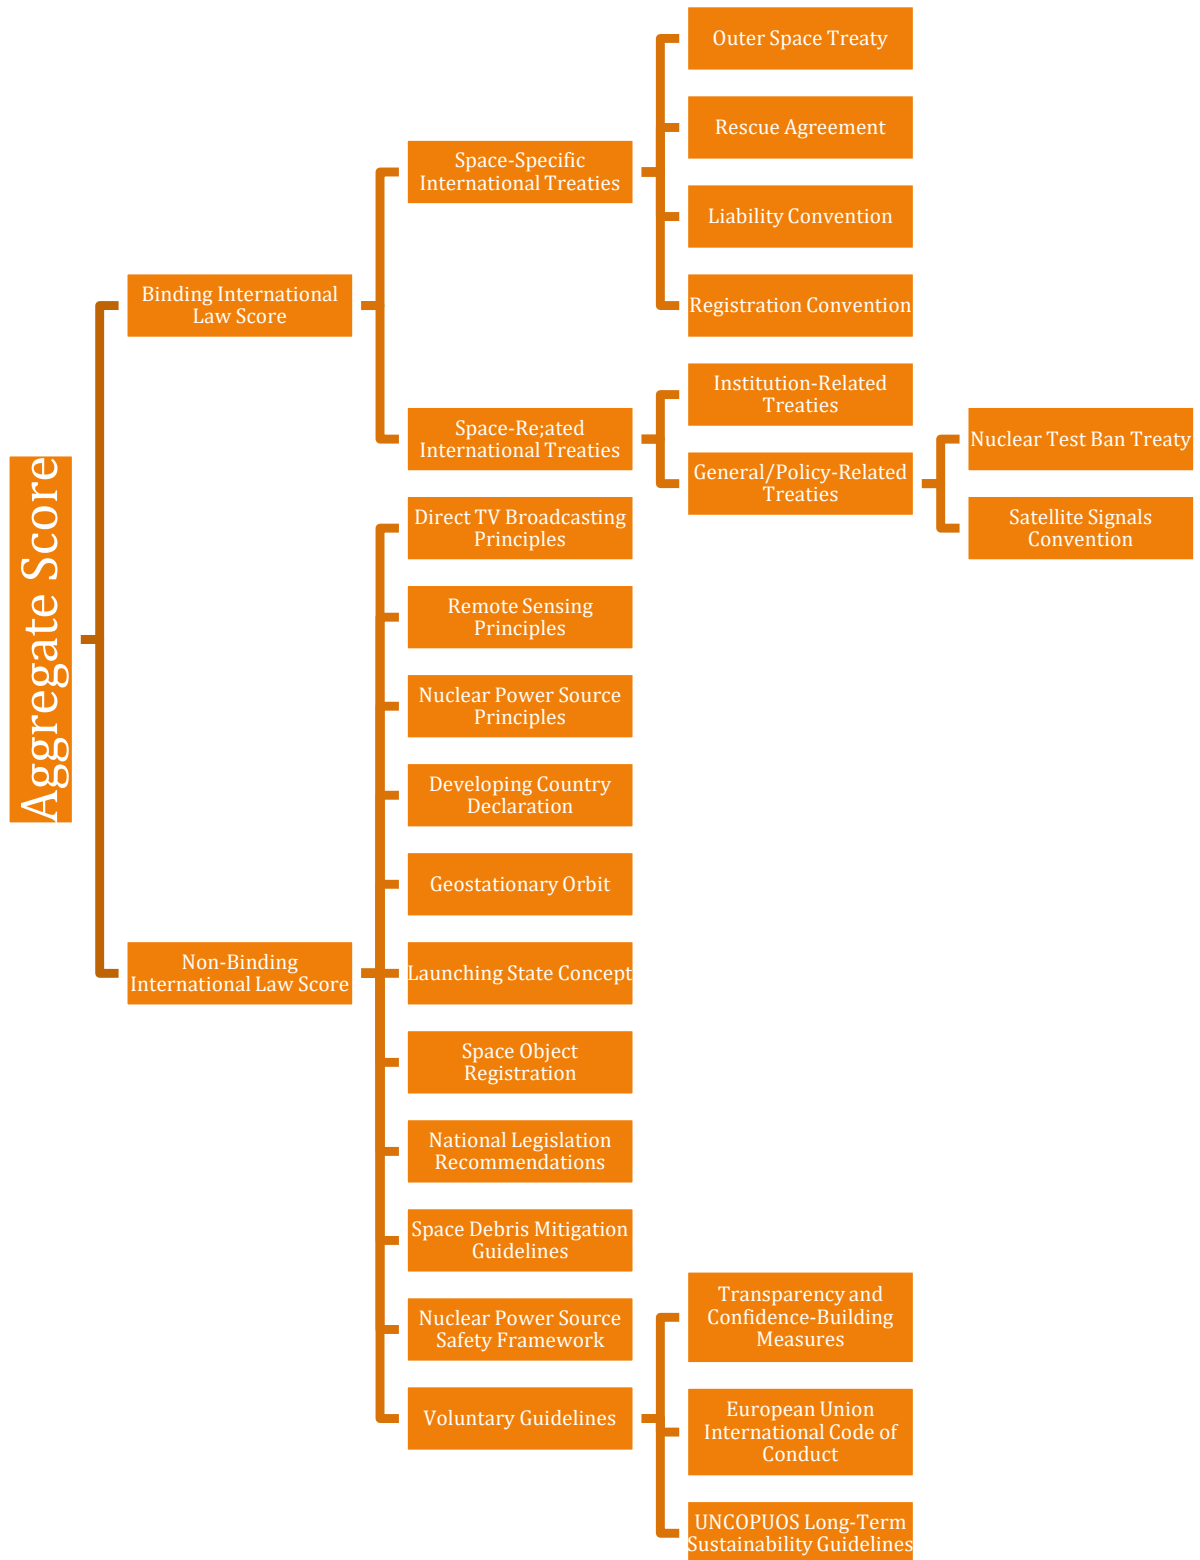 Aggregate Score
Binding International
Law Score
Space-Specific
International Treaties
Outer Space Treaty
Rescue Agreement
Liability Convention
Registration Convention
Space-Re;ated
International Treaties
Institution-Related
Treaties
General/Policy-Related
Treaties
Nuclear Test Ban Treaty
Satellite Signals
Convention
Non-Binding
International Law Score
Direct TV Broadcasting
Principles
Remote Sensing
Principles
Nuclear Power Source
Principles
Developing Country
Declaration
Geostationary Orbit
Launching State Concept
Space Object
Registration
National Legislation
Recommendations
Space Debris Mitigation
Guidelines
Nuclear Power Source
Safety Framework
Voluntary Guidelines
Transparency and
Confidence-Building
Measures
European Union
International Code of
Conduct
UNCOPUOS Long-Term
Sustainability Guidelines